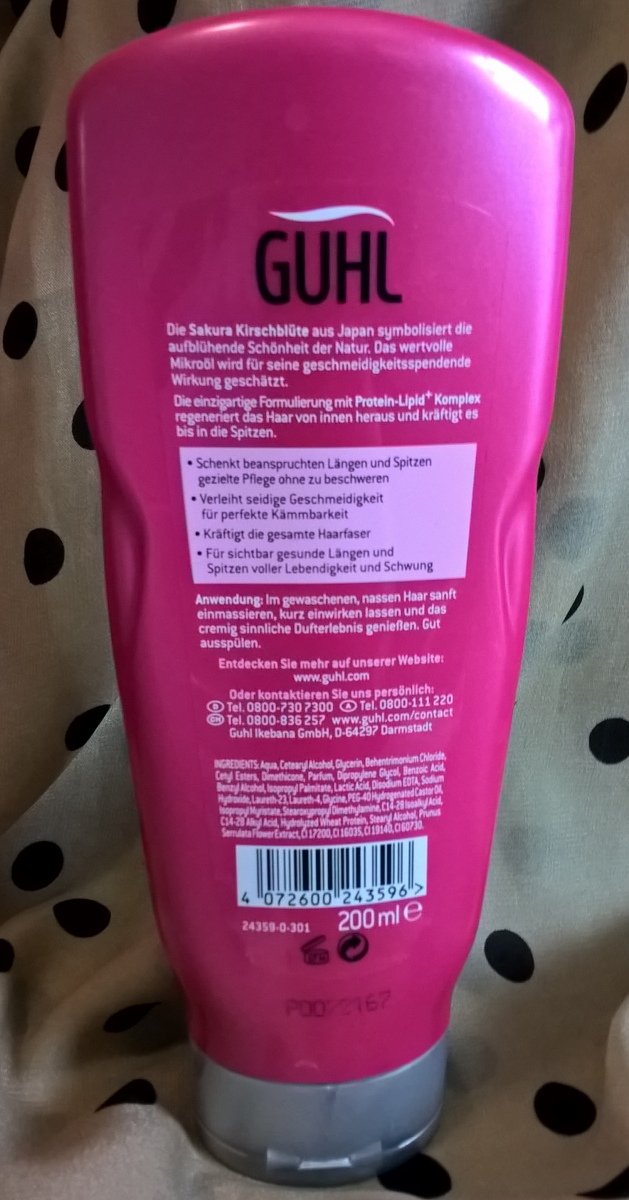 GUHL
Die Sakura Kirschblüte aus Japan symbolisiert die
aufblühende Schönheit der Natur. Das wertvolle
Mikroöl wird für seine geschmeidigkeitsspendende
Wirkung geschätzt.
Die einzigartige Formulierung mit Protein-Lipid+ Komplex
regeneriert das Haar von innen heraus und kräftigt es
bis in die Spitzen.
• Schenkt beanspruchten Längen und Spitzen
gezielte Pflege ohne zu beschweren
• Verleiht seidige Geschmeidigkeit
für perfekte Kämmbarkeit
• Kräftigt die gesamte Haarfaser
• Für sichtbar gesunde Längen und
Spitzen voller Lebendigkeit und Schwung
Anwendung: Im gewaschenen, nassen Haar sanft
einmassieren, kurz einwirken lassen und das
cremig sinnliche Dufterlebnis genießen. Gut
ausspülen.
Entdecken Sie mehr auf unserer Website:
www.guhl.com
Oder kontaktieren Sie uns persönlich:
D Tel. 0800-730 7300 A Tel. 0800-111 220
CH Tel. 0800-836 257 www.guhl.com/contact
Guhl Ikebana GmbH, D-64297 Darmstadt
INGREDIENTS: Aqua, Cetearyl Alcohol, Glycerin, Behentrimonium Chloride,
Cetyl Esters, Dimethicone, Parfum, Dipropylene Glycol, Benzoic Acid,
Benzyl Alcohol, Isopropyl Palmitate, Lactic Acid, Disodium EDTA, Sodium
Hydroxide, Laureth-23, Laureth-4, Glycine, PEG-40 Hydrogenated Castor Oil,
Isopropyl Myristate, Stearoxypropyl Dimethylamine, C14-28 Isoalkyl Acid,
C14-28 Alkyl Acid, Hydrolyzed Wheat Protein, Stearyl Alcohol, Prunus
Serrulata Flower Extract, CI 17200, CI 16035, CI 19140, CI 60730.
4 072600 243596 >
24359-0-301 200 ml e